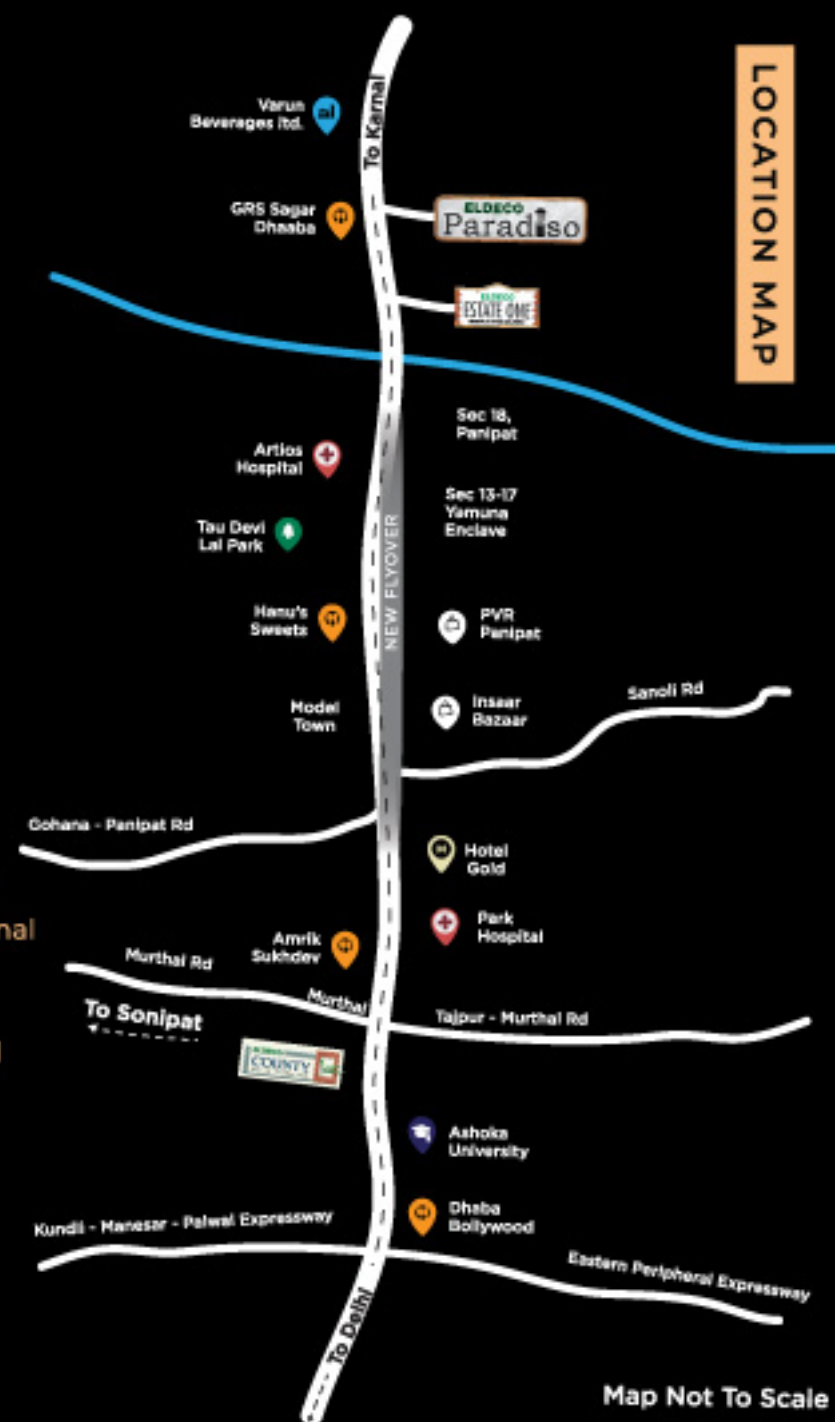 LOCATION MAP
To Karnal
Varun
Beverages ltd.
GRS Sagar
Dhaaba
ELDECO
Paradiso
ELDECO
ESTATE ONE
Sec 18,
Panipat
Artios
Hospital
Sec 13-17
Yamuna
Enclave
Tau Devi
Lal Park
NEW FLYOVER
Hanu's
Sweets
PVR
Panipat
Model
Town
Insaar
Bazaar
Sanoli Rd
Gohana - Panipat Rd
Hotel
Gold
Park
Hospital
nal
Amrik
Sukhdev
Murthal Rd
Murthal
Tajpur - Murthal Rd
To Sonipat
COUNTY
Ashoka
University
Dhaba
Bollywood
Kundli - Manesar - Palwal Expressway
Eastern Peripheral Expressway
To Delhi
Map Not To Scale